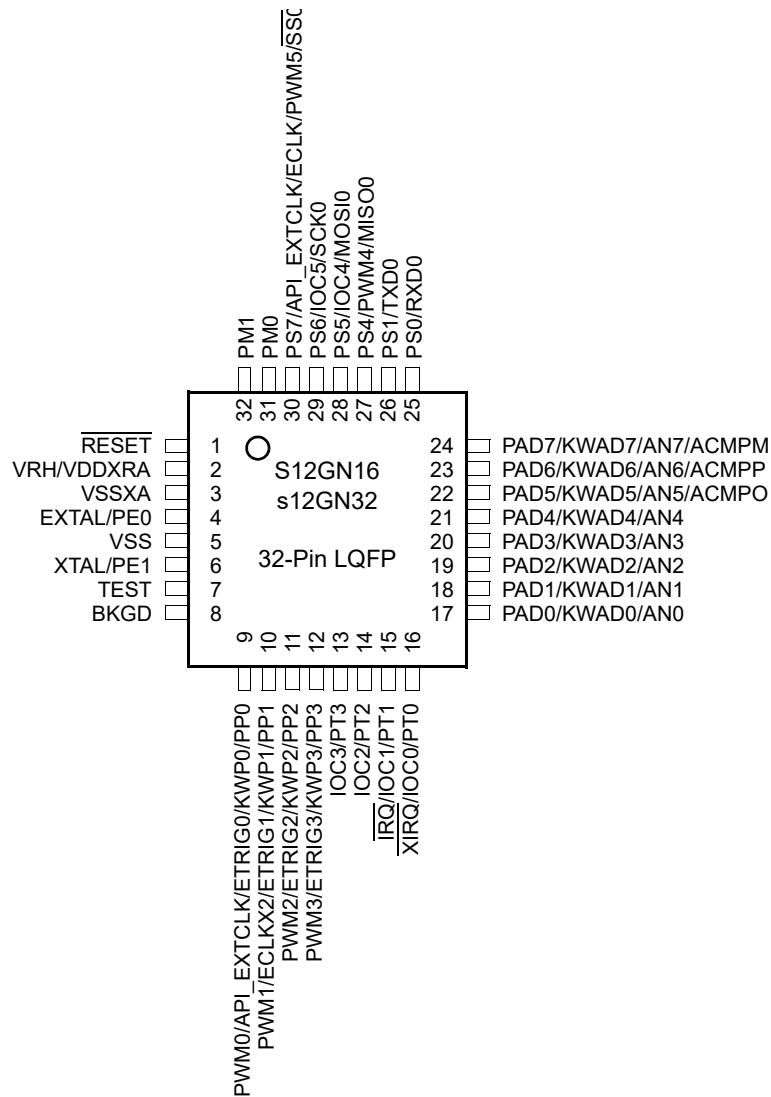 PS7/API_EXTCLK/ECLK/PWM5/SS0
PS6/IOC5/SCK0
PS5/IOC4/MOSI0
PS4/PWM4/MISO0
PS1/TXD0
PS0/RXD0
PM1
PM0
32
31
30
29
28
27
26
25
RESET 1
VRH/VDDXRA 2
VSSXA 3
EXTAL/PE0 4
VSS 5
XTAL/PE1 6
TEST 7
BKGD 8
S12GN16
s12GN32
32-Pin LQFP
24 PAD7/KWAD7/AN7/ACMPM
23 PAD6/KWAD6/AN6/ACMPP
22 PAD5/KWAD5/AN5/ACMPO
21 PAD4/KWAD4/AN4
20 PAD3/KWAD3/AN3
19 PAD2/KWAD2/AN2
18 PAD1/KWAD1/AN1
17 PAD0/KWAD0/AN0
9
10
11
12
13
14
15
16
PWM0/API_EXTCLK/ETRIG0/KWP0/PP0
PWM1/ECLKX2/ETRIG1/KWP1/PP1
PWM2/ETRIG2/KWP2/PP2
PWM3/ETRIG3/KWP3/PP3
IOC3/PT3
IOC2/PT2
IRQ/IOC1/PT1
XIRQ/IOC0/PT0